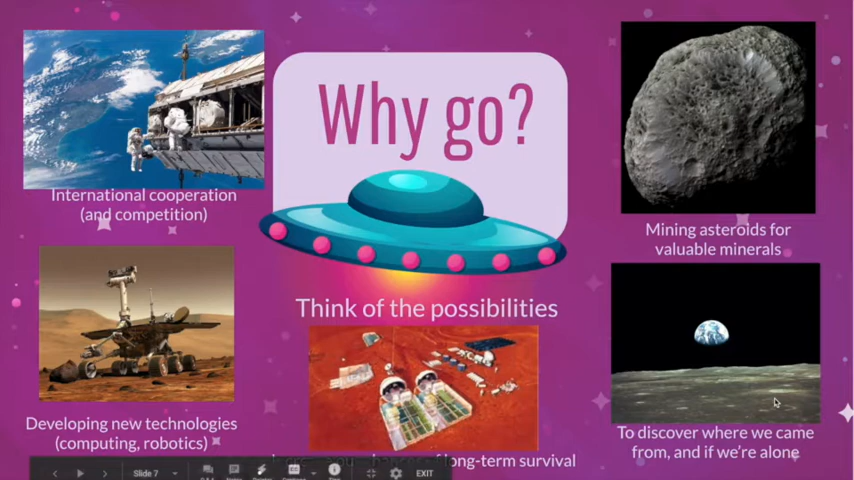 Why go?
International cooperation
(and competition)
Mining asteroids for
valuable minerals
Think of the possibilities
Developing new technologies
(computing, robotics)
To discover where we came
from, and if we're alone
long-term survival
Slide 7
EXIT